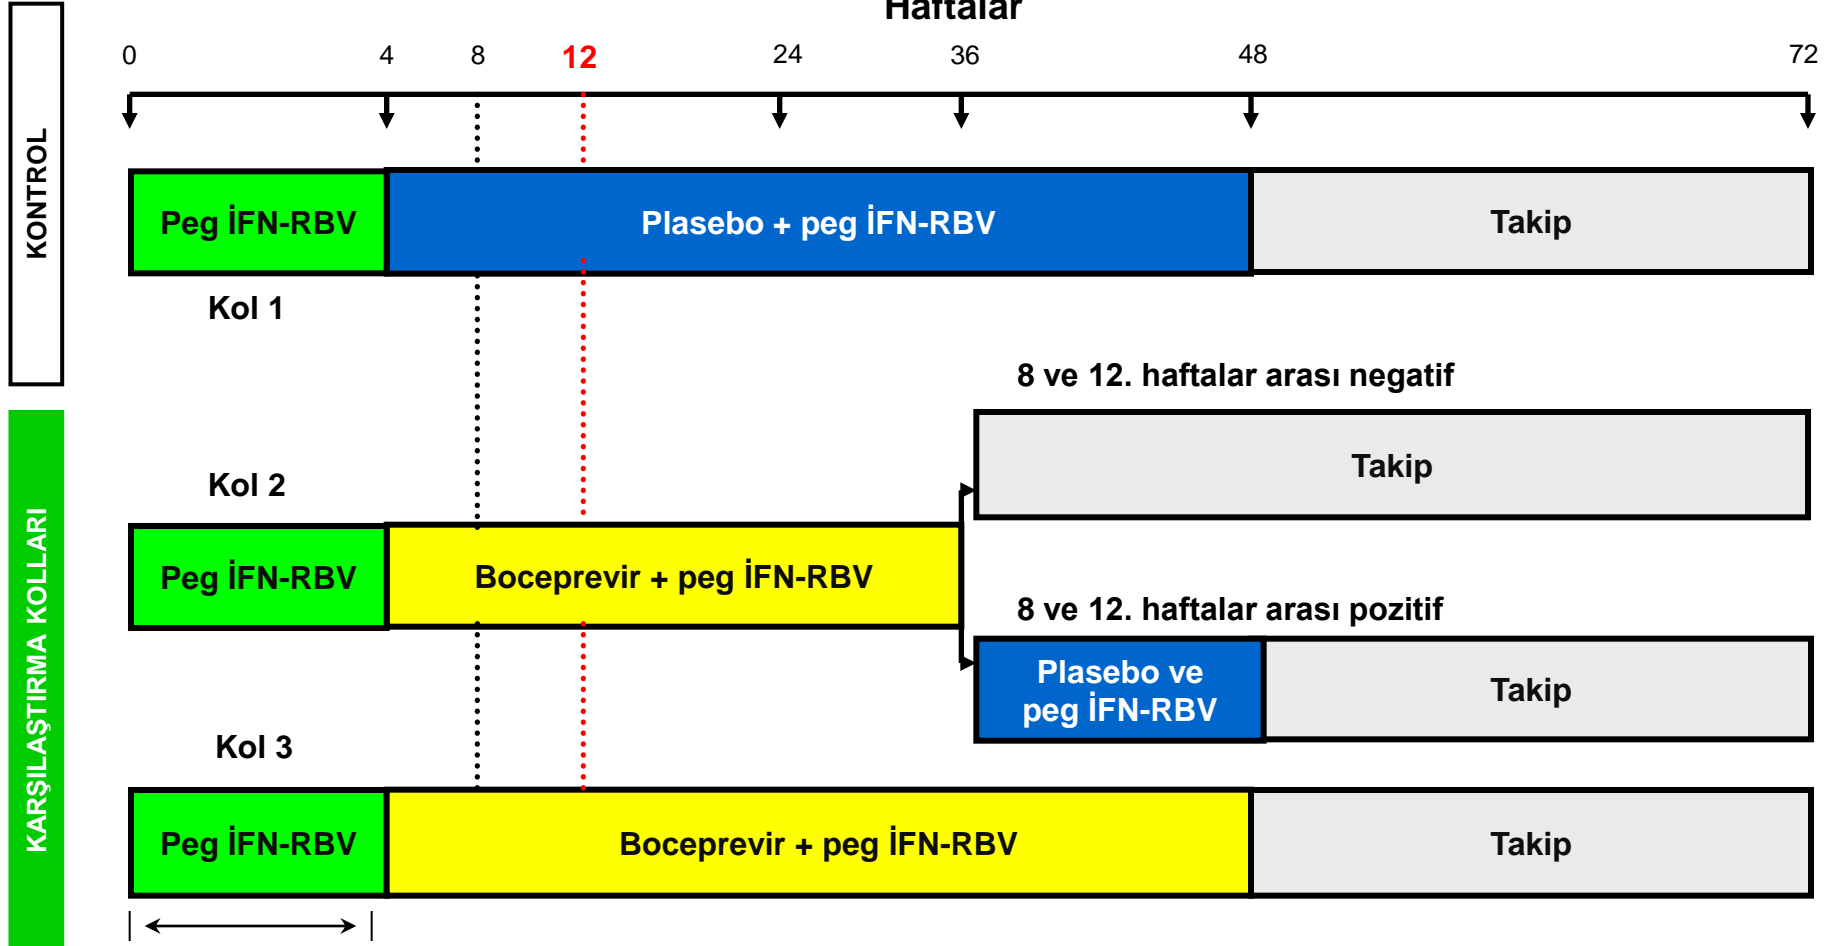 Haftalar
0 4 8 12 24 36 48 72
KONTROL
Peg İFN-RBV
Plasebo + peg İFN-RBV
Takip
Kol 1
8 ve 12. haftalar arası negatif
Takip
KARŞILAŞTIRMA KOLLARI
Kol 2
Peg İFN-RBV
Boceprevir + peg İFN-RBV
8 ve 12. haftalar arası pozitif
Plasebo ve
peg İFN-RBV
Takip
Kol 3
Peg İFN-RBV
Boceprevir + peg İFN-RBV
Takip